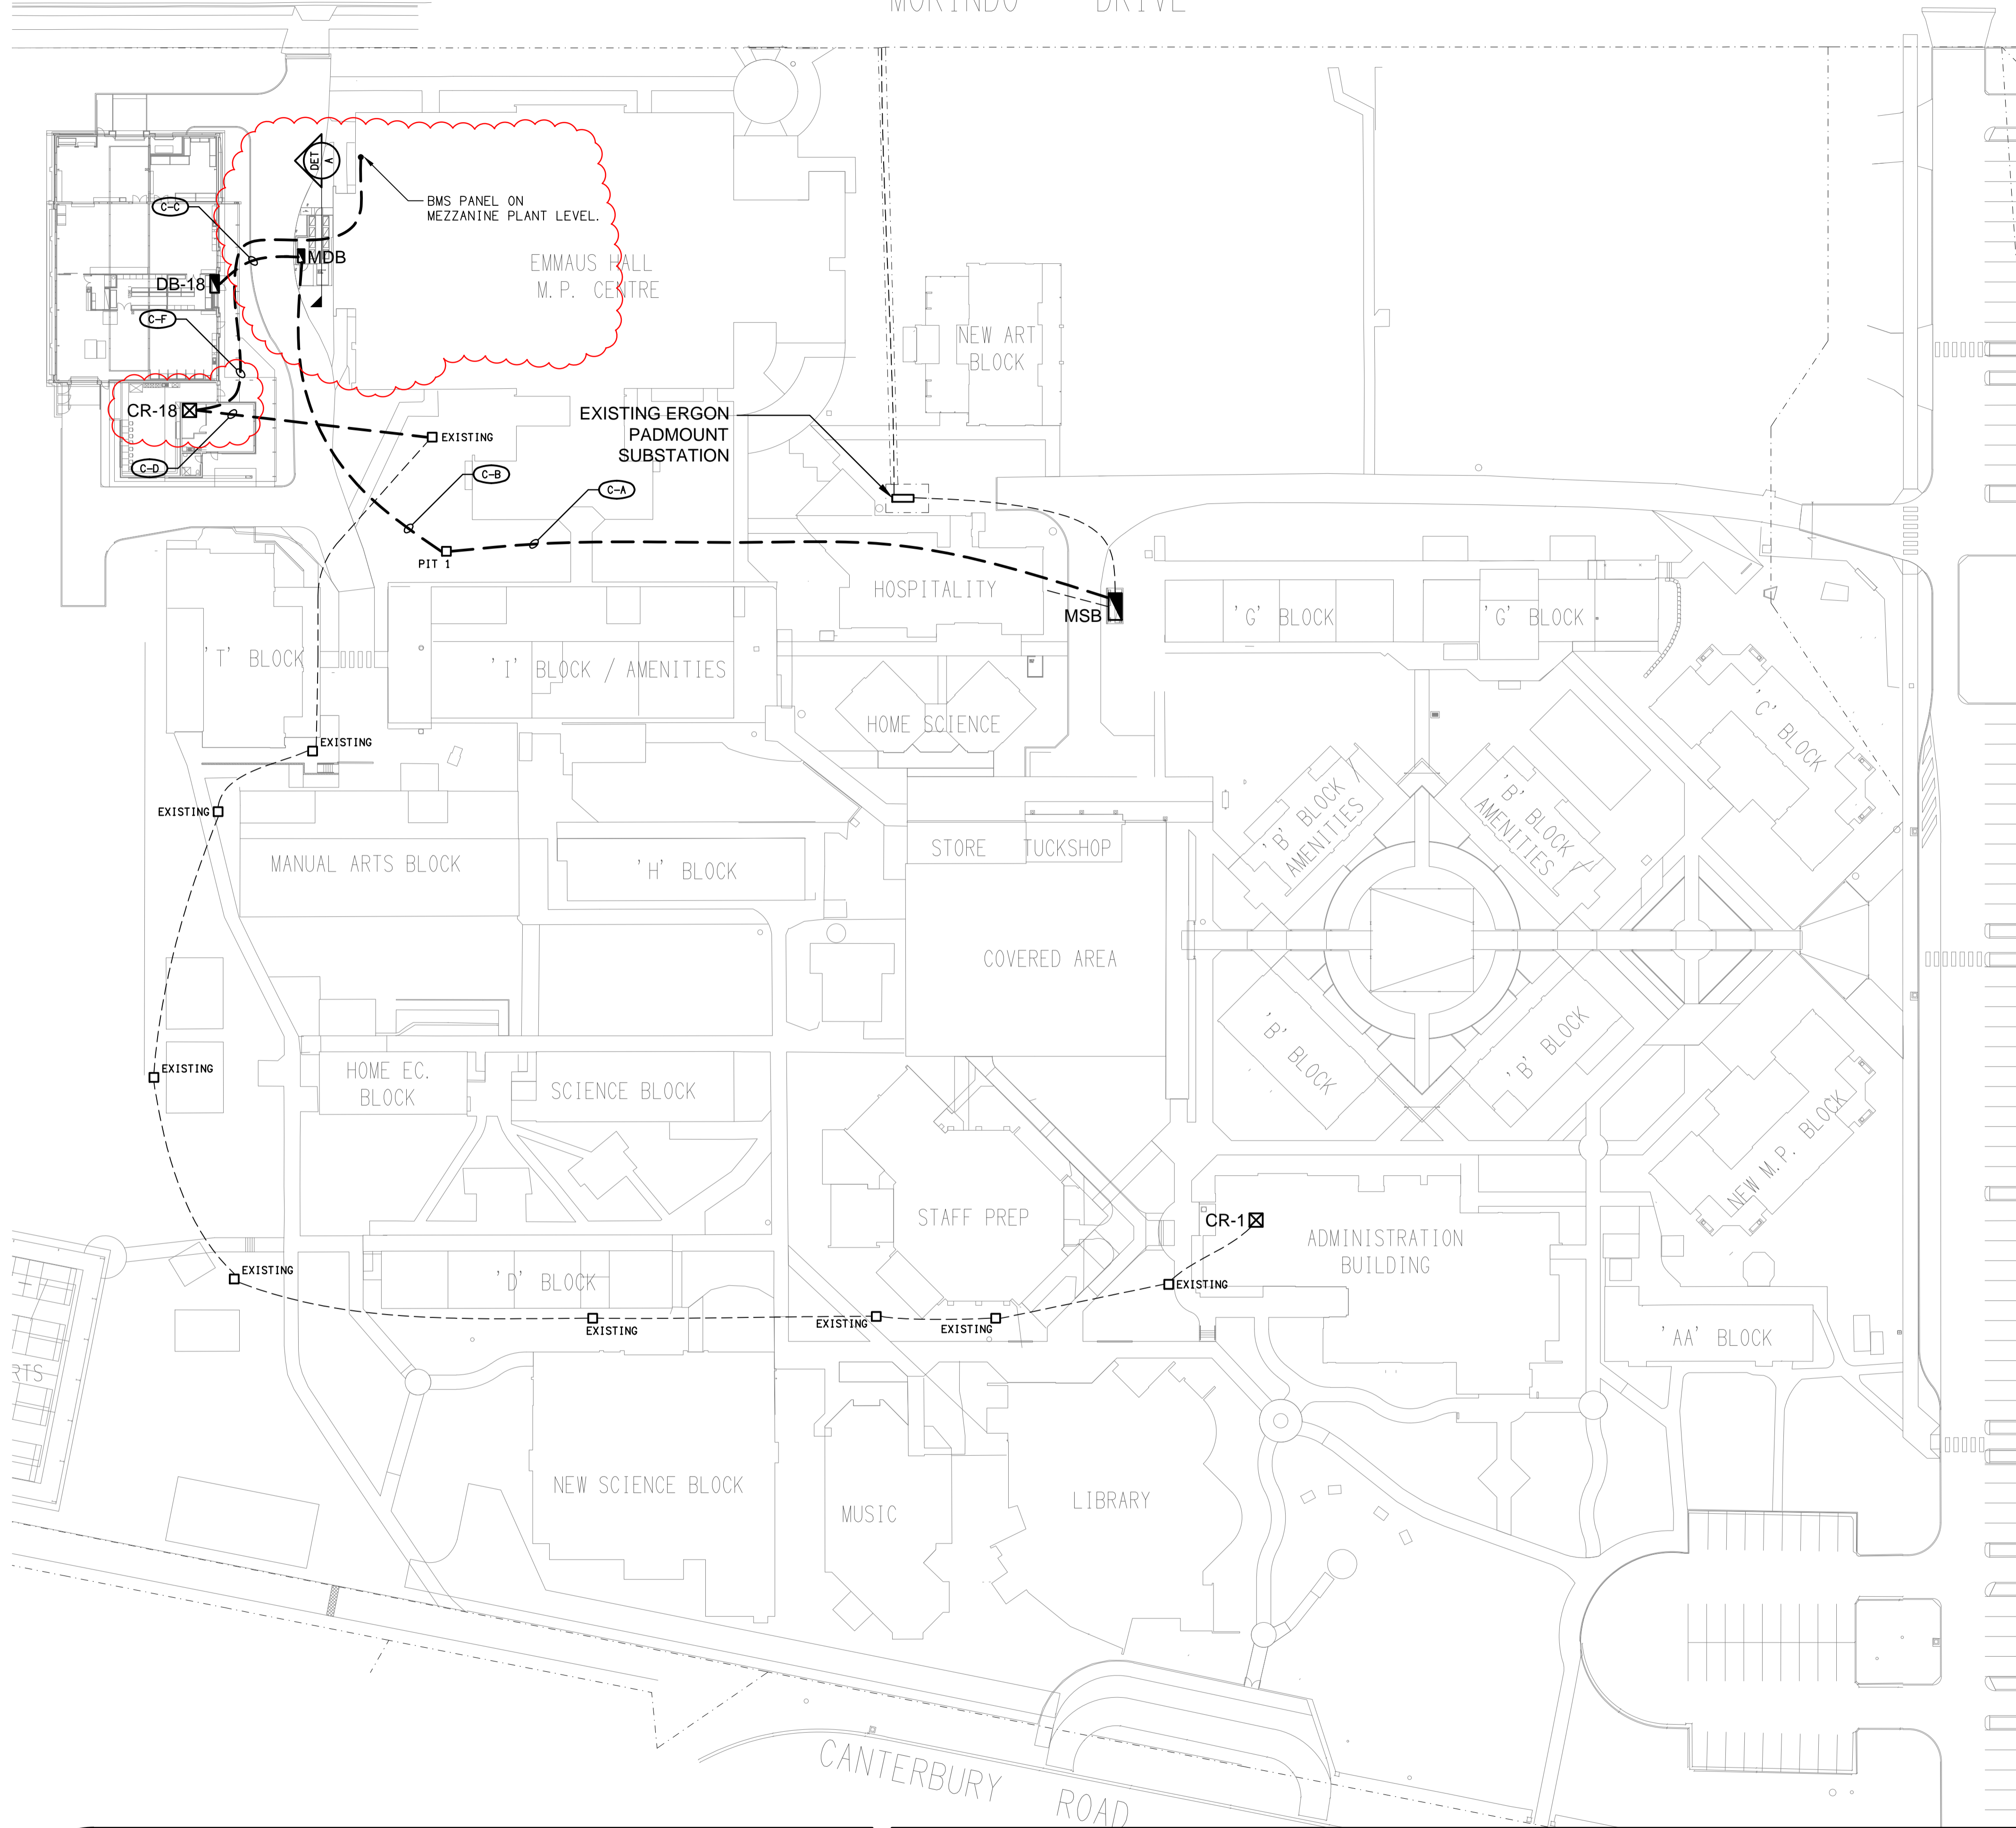 MORINDO DRIVE
DET
A
BMS PANEL ON
MEZZANINE PLANT LEVEL.
C-C
MDB
EMMAUS HALL
M.P. CENTRE
DB-18
C-F
NEW ART
BLOCK
CR-18
EXISTING
EXISTING ERGON
PADMOUNT
SUBSTATION
C-D
C-B
C-A
PIT 1
HOSPITALITY
MSB
'G' BLOCK
'G' BLOCK
'T' BLOCK
'I' BLOCK / AMENITIES
HOME SCIENCE
'C' BLOCK
EXISTING
EXISTING
'B' BLOCK /
AMENITIES
'B' BLOCK /
AMENITIES
MANUAL ARTS BLOCK
'H' BLOCK
STORE
TUCKSHOP
COVERED AREA
EXISTING
HOME EC.
BLOCK
SCIENCE BLOCK
'B' BLOCK
'B' BLOCK
NEW M.P. BLOCK
STAFF PREP
CR-1
ADMINISTRATION
BUILDING
EXISTING
'D' BLOCK
EXISTING
EXISTING
EXISTING
EXISTING
'AA' BLOCK
RTS
NEW SCIENCE BLOCK
MUSIC
LIBRARY
CANTERBURY ROAD